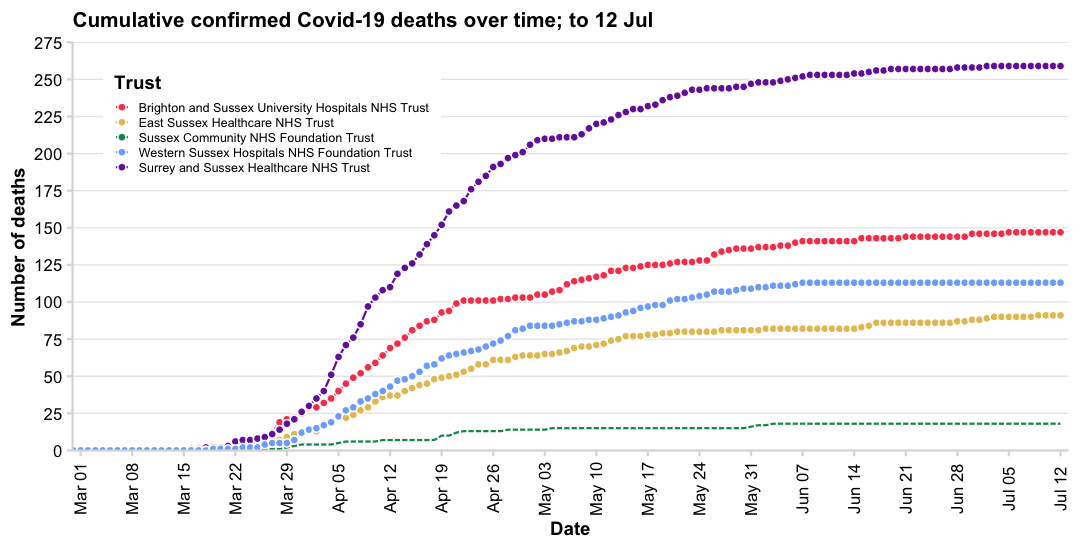 Cumulative confirmed Covid-19 deaths over time; to 12 Jul
Number of deaths
275
250
225
200
175
150
125
100
75
50
25
0
Trust
Brighton and Sussex University Hospitals NHS Trust
East Sussex Healthcare NHS Trust
Sussex Community NHS Foundation Trust
Western Sussex Hospitals NHS Foundation Trust
Surrey and Sussex Healthcare NHS Trust
Mar 01
Mar 08
Mar 15
Mar 22
Mar 29
Apr 05
Apr 12
Apr 19
Apr 26
May 03
May 10
May 17
May 24
May 31
Jun 07
Jun 14
Jun 21
Jun 28
Jul 05
Jul 12
Date